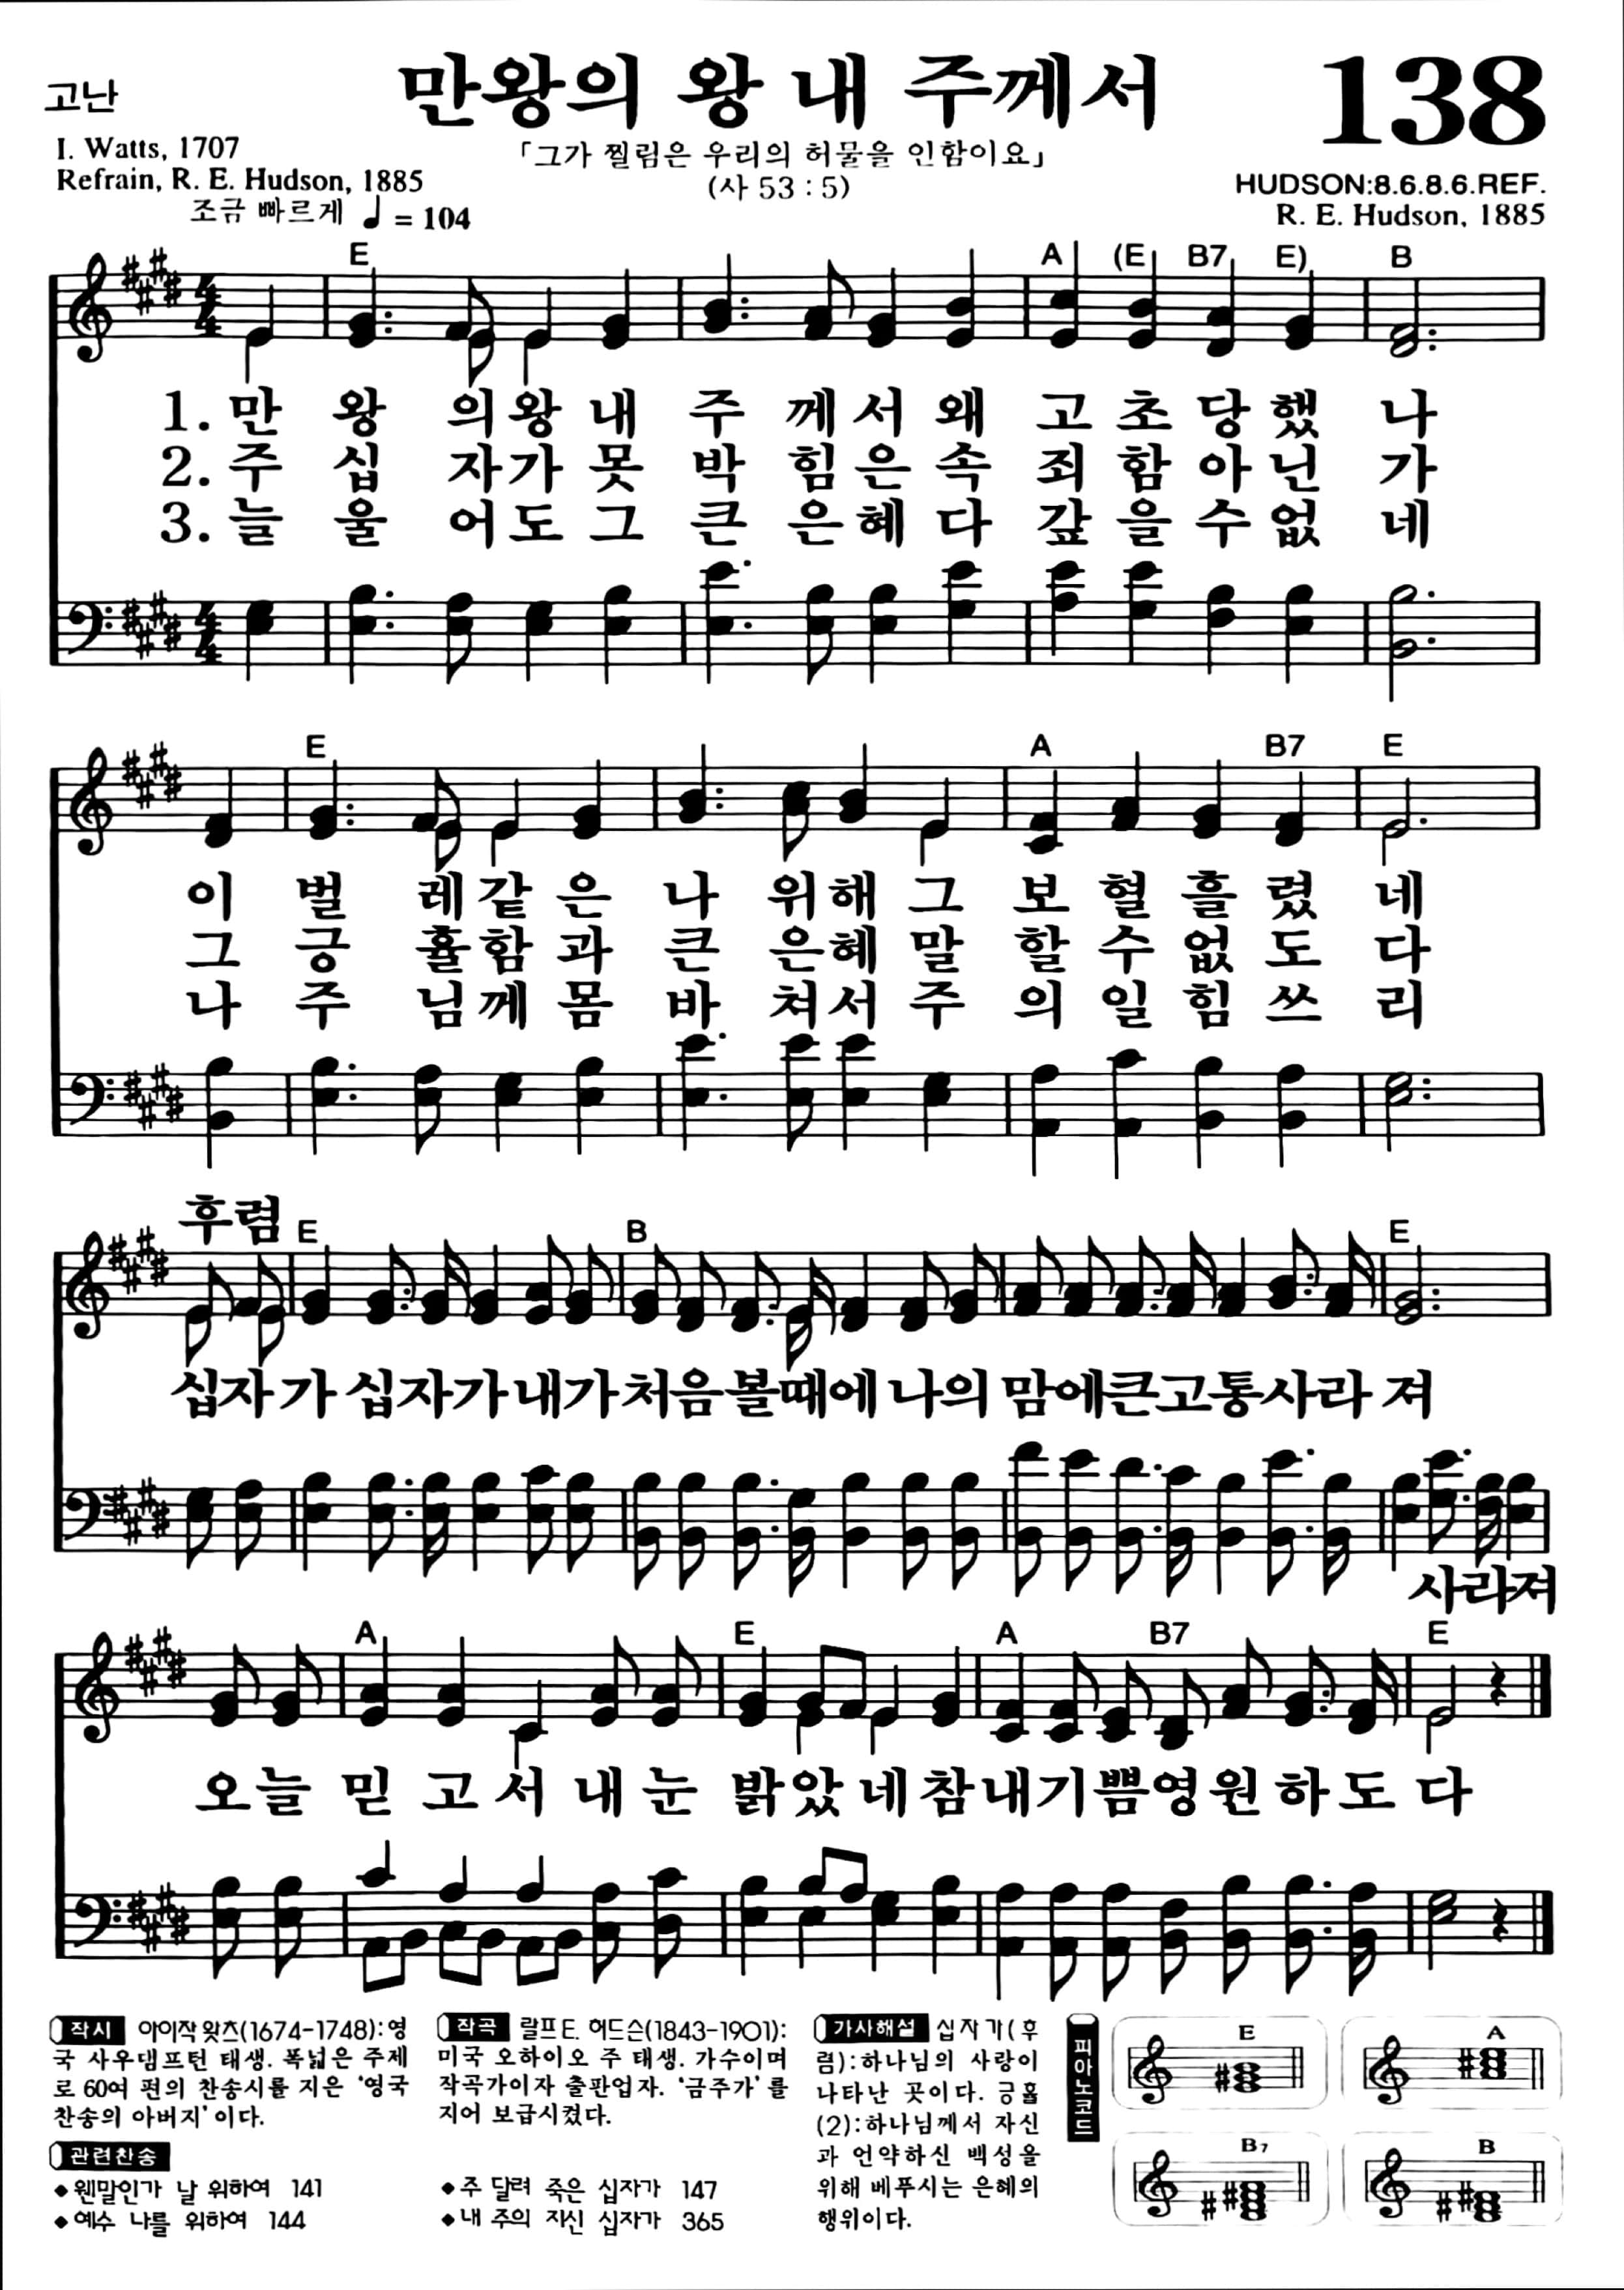 고난
만왕의 왕 내 주께서
138
I. Watts, 1707
Refrain, R. E. Hudson, 1885
「그가 찔림은 우리의 허물을 인함이요」
(사 53 : 5)
HUDSON:8.6.8.6.REF.
R. E. Hudson, 1885
조금 빠르게 ♩ = 104
E A (E B7 E) B
1. 만 왕 의 왕 내 주 께 서 왜 고 초 당 했 나
2. 주 십 자 가 못 박 힘 은 속 죄 함 아 닌 가
3. 늘 울 어 도 그 큰 은 혜 다 갚 을 수 없 네
E A B7 E
이 벌 레 같 은 나 위 해 그 보 혈 흘 렸 네
그 긍 휼 함 과 큰 은 혜 말 할 수 없 도 다
나 주 님 께 몸 바 쳐 서 주 의 일 힘 쓰 리
후렴
E B E
십자가 십자가 내가 처음 볼 때에 나의 맘에 큰 고통 사라 져
사라져
A E A B7 E
오늘 믿 고 서 내 눈 밝았 네 참 내 기 쁨 영 원 하 도 다
작시 아이작 왓츠(1674-1748):영
국 사우댐프턴 태생. 폭넓은 주제
로 60여 편의 찬송시를 지은 '영국
찬송의 아버지'이다.
작곡 랄프 E. 허드슨(1843-1901):
미국 오하이오 주 태생. 가수이며
작곡가이자 출판업자. '금주가'를
지어 보급시켰다.
가사해설 십자가(후
렴):하나님의 사랑이
나타난 곳이다. 긍휼
(2):하나님께서 자신
과 언약하신 백성을
위해 베푸시는 은혜의
행위이다.
관련찬송
◆웬말인가 날 위하여 141
◆예수 나를 위하여 144
◆주 달려 죽은 십자가 147
◆내 주의 지신 십자가 365
피아노코드
E A
B7 B